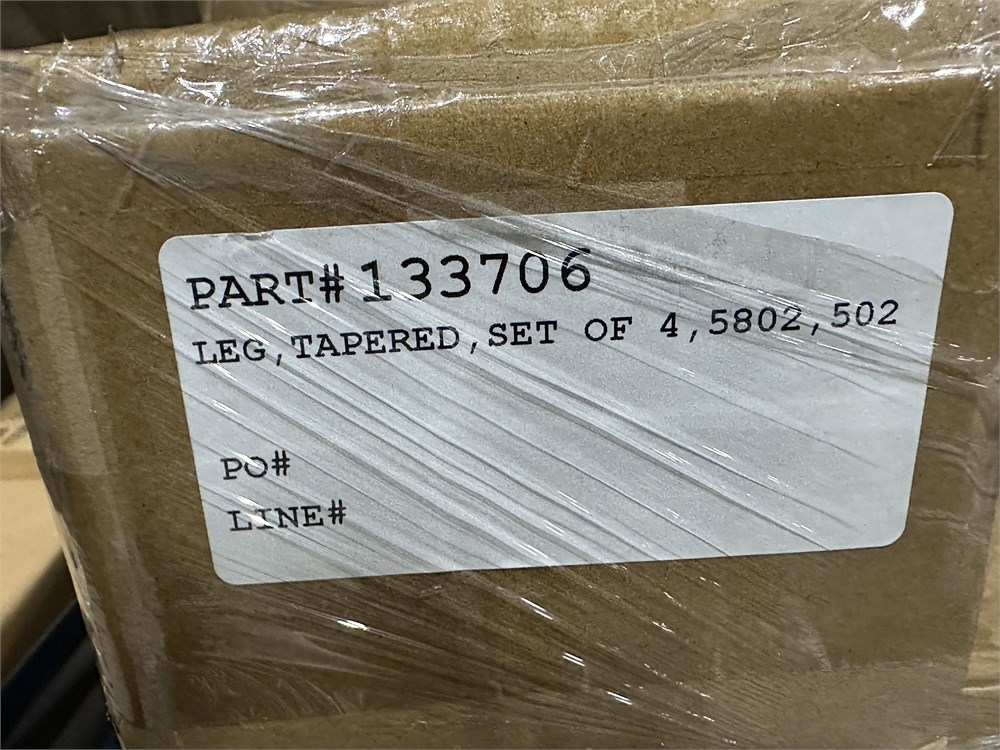 PART#133706
LEG,TAPERED,SET OF 4,5802,502
PO#
LINE#